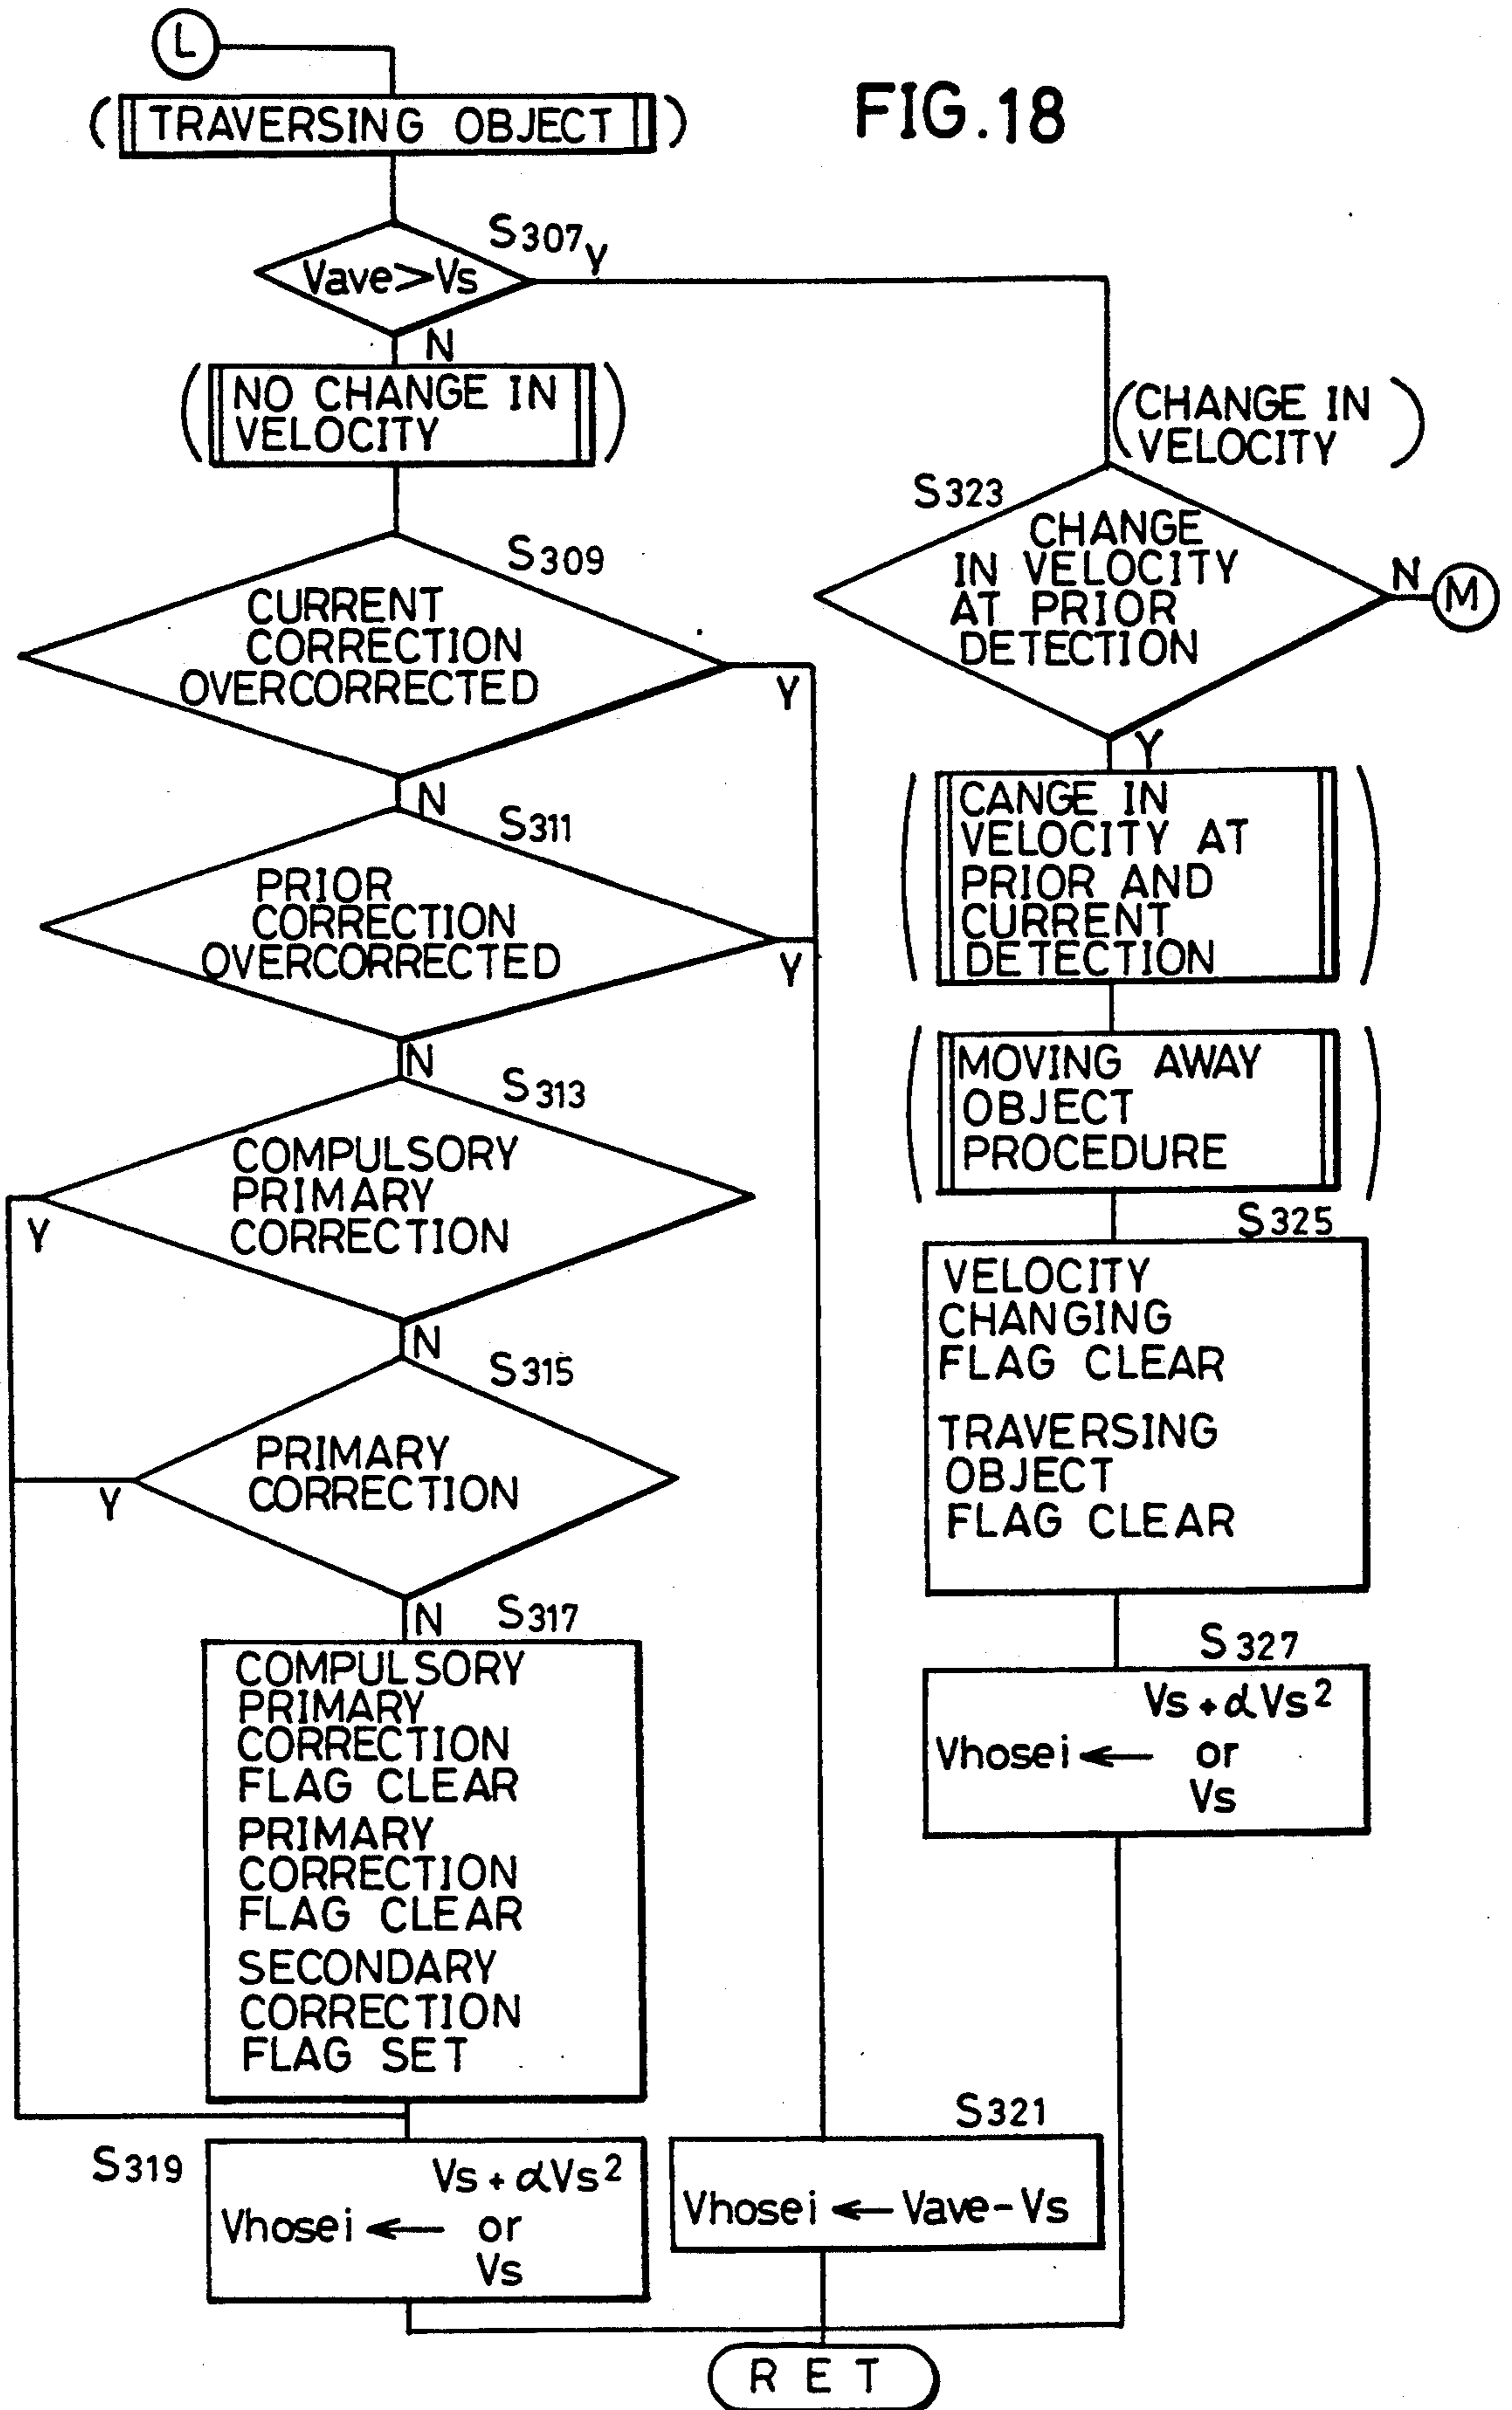 L
FIG.18
( TRAVERSING OBJECT )
S307
Vave>Vs
Y
N
( NO CHANGE IN
VELOCITY )
(CHANGE IN
VELOCITY )
S309
CURRENT
CORRECTION
OVERCORRECTED
Y
N
S323
CHANGE
IN VELOCITY
AT PRIOR
DETECTION
N
M
Y
S311
PRIOR
CORRECTION
OVERCORRECTED
Y
N
( CANGE IN
VELOCITY AT
PRIOR AND
CURRENT
DETECTION )
( MOVING AWAY
OBJECT
PROCEDURE )
S313
COMPULSORY
PRIMARY
CORRECTION
Y
N
S315
PRIMARY
CORRECTION
Y
N
S325
VELOCITY
CHANGING
FLAG CLEAR
TRAVERSING
OBJECT
FLAG CLEAR
S317
COMPULSORY
PRIMARY
CORRECTION
FLAG CLEAR
PRIMARY
CORRECTION
FLAG CLEAR
SECONDARY
CORRECTION
FLAG SET
S327
Vs+αVs²
Vhosei ← or
Vs
S319
Vs+αVs²
Vhosei ← or
Vs
S321
Vhosei ← Vave-Vs
RET